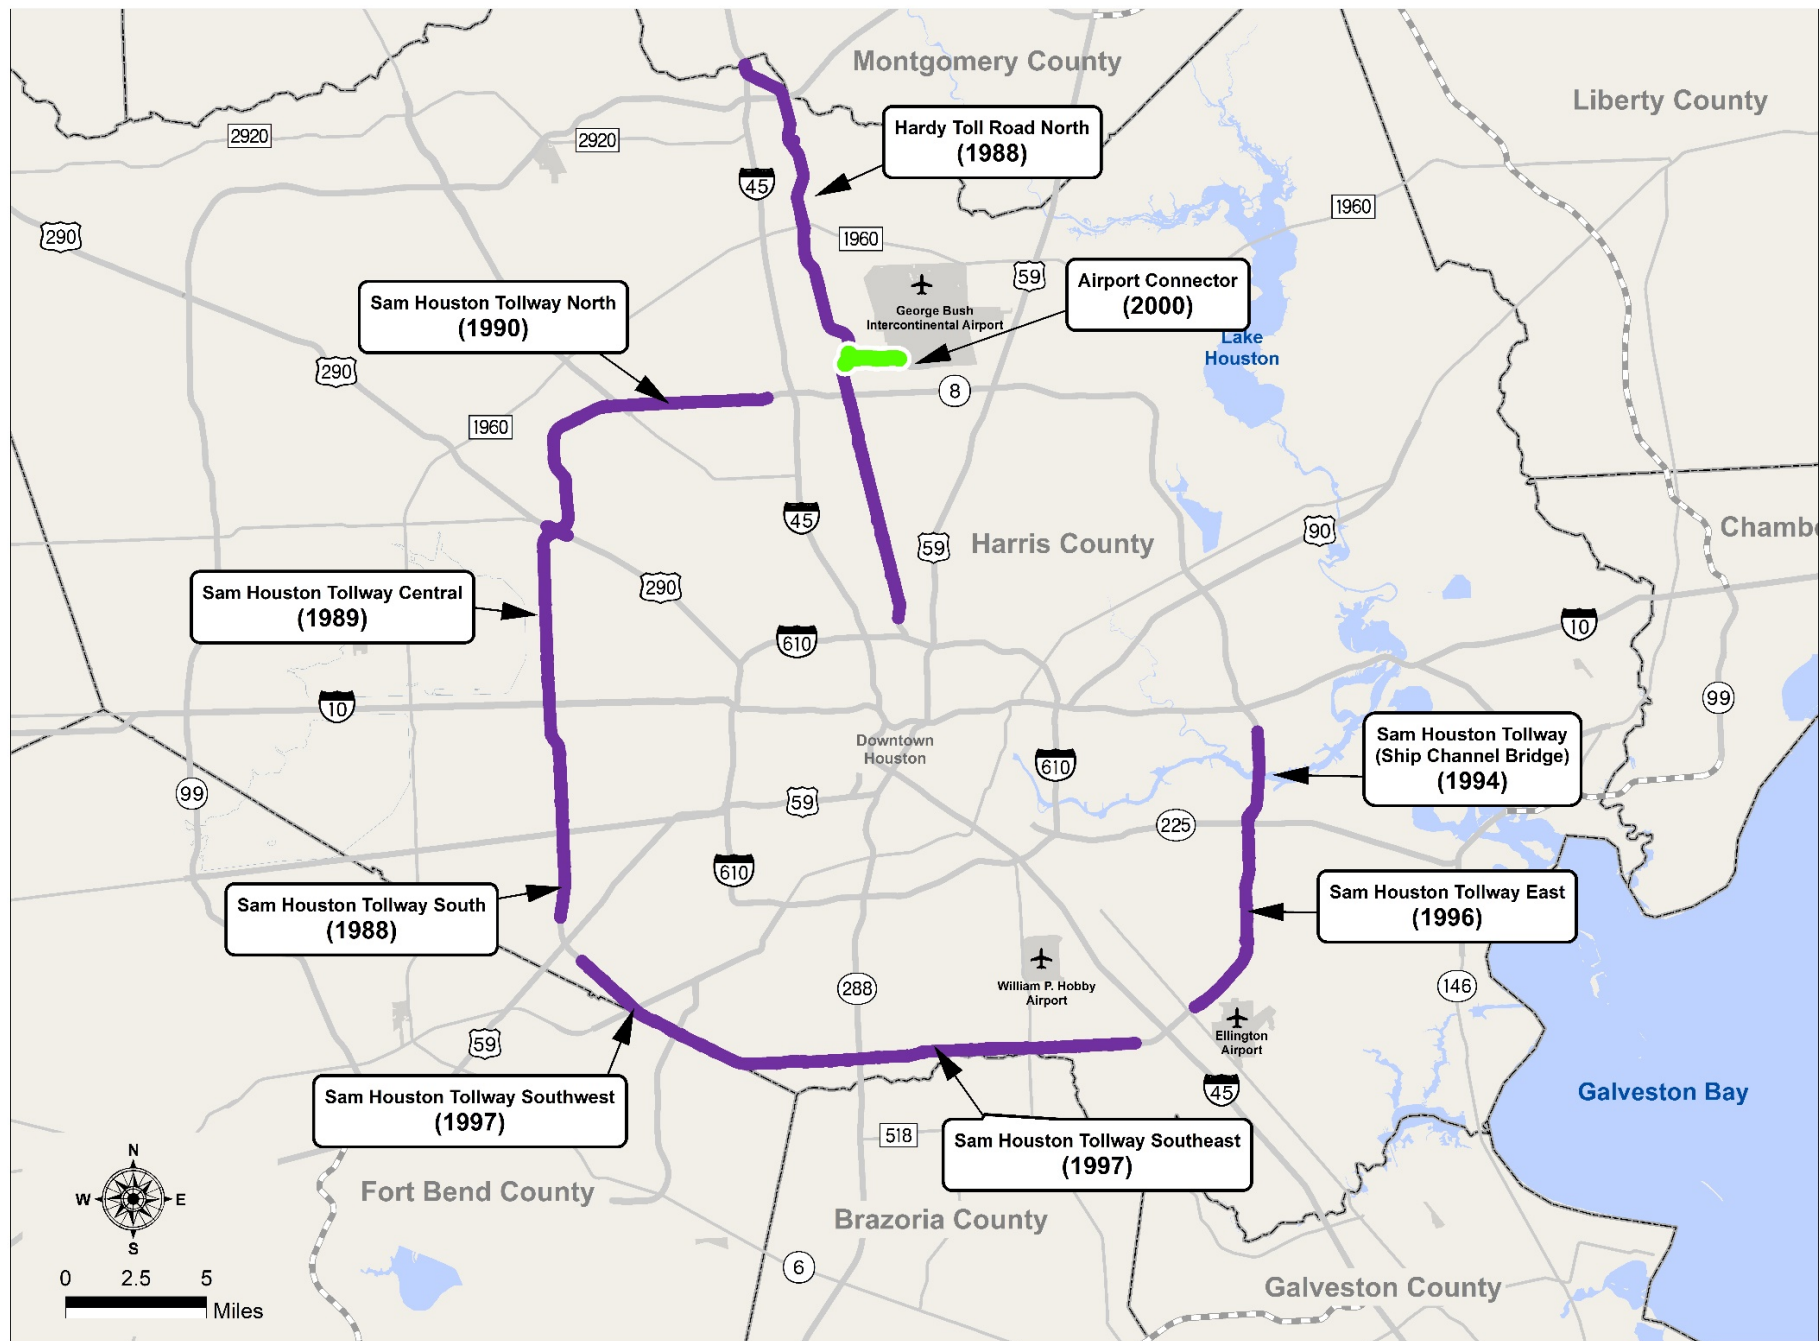 Montgomery County
Liberty County
Hardy Toll Road North
(1988)
2920
2920
45
1960
290
1960
59
Airport Connector
(2000)
George Bush
Intercontinental Airport
Sam Houston Tollway North
(1990)
Lake
Houston
290
8
1960
45
90
Chambe
59
Harris County
Sam Houston Tollway Central
(1989)
290
610
10
10
99
Sam Houston Tollway
(Ship Channel Bridge)
(1994)
Downtown
Houston
610
99
59
225
610
Sam Houston Tollway South
(1988)
Sam Houston Tollway East
(1996)
William P. Hobby
Airport
288
146
Ellington
Airport
59
45
Galveston Bay
Sam Houston Tollway Southwest
(1997)
518
Sam Houston Tollway Southeast
(1997)
N
W
E
S
Fort Bend County
Brazoria County
6
Galveston County
0 2.5 5
Miles